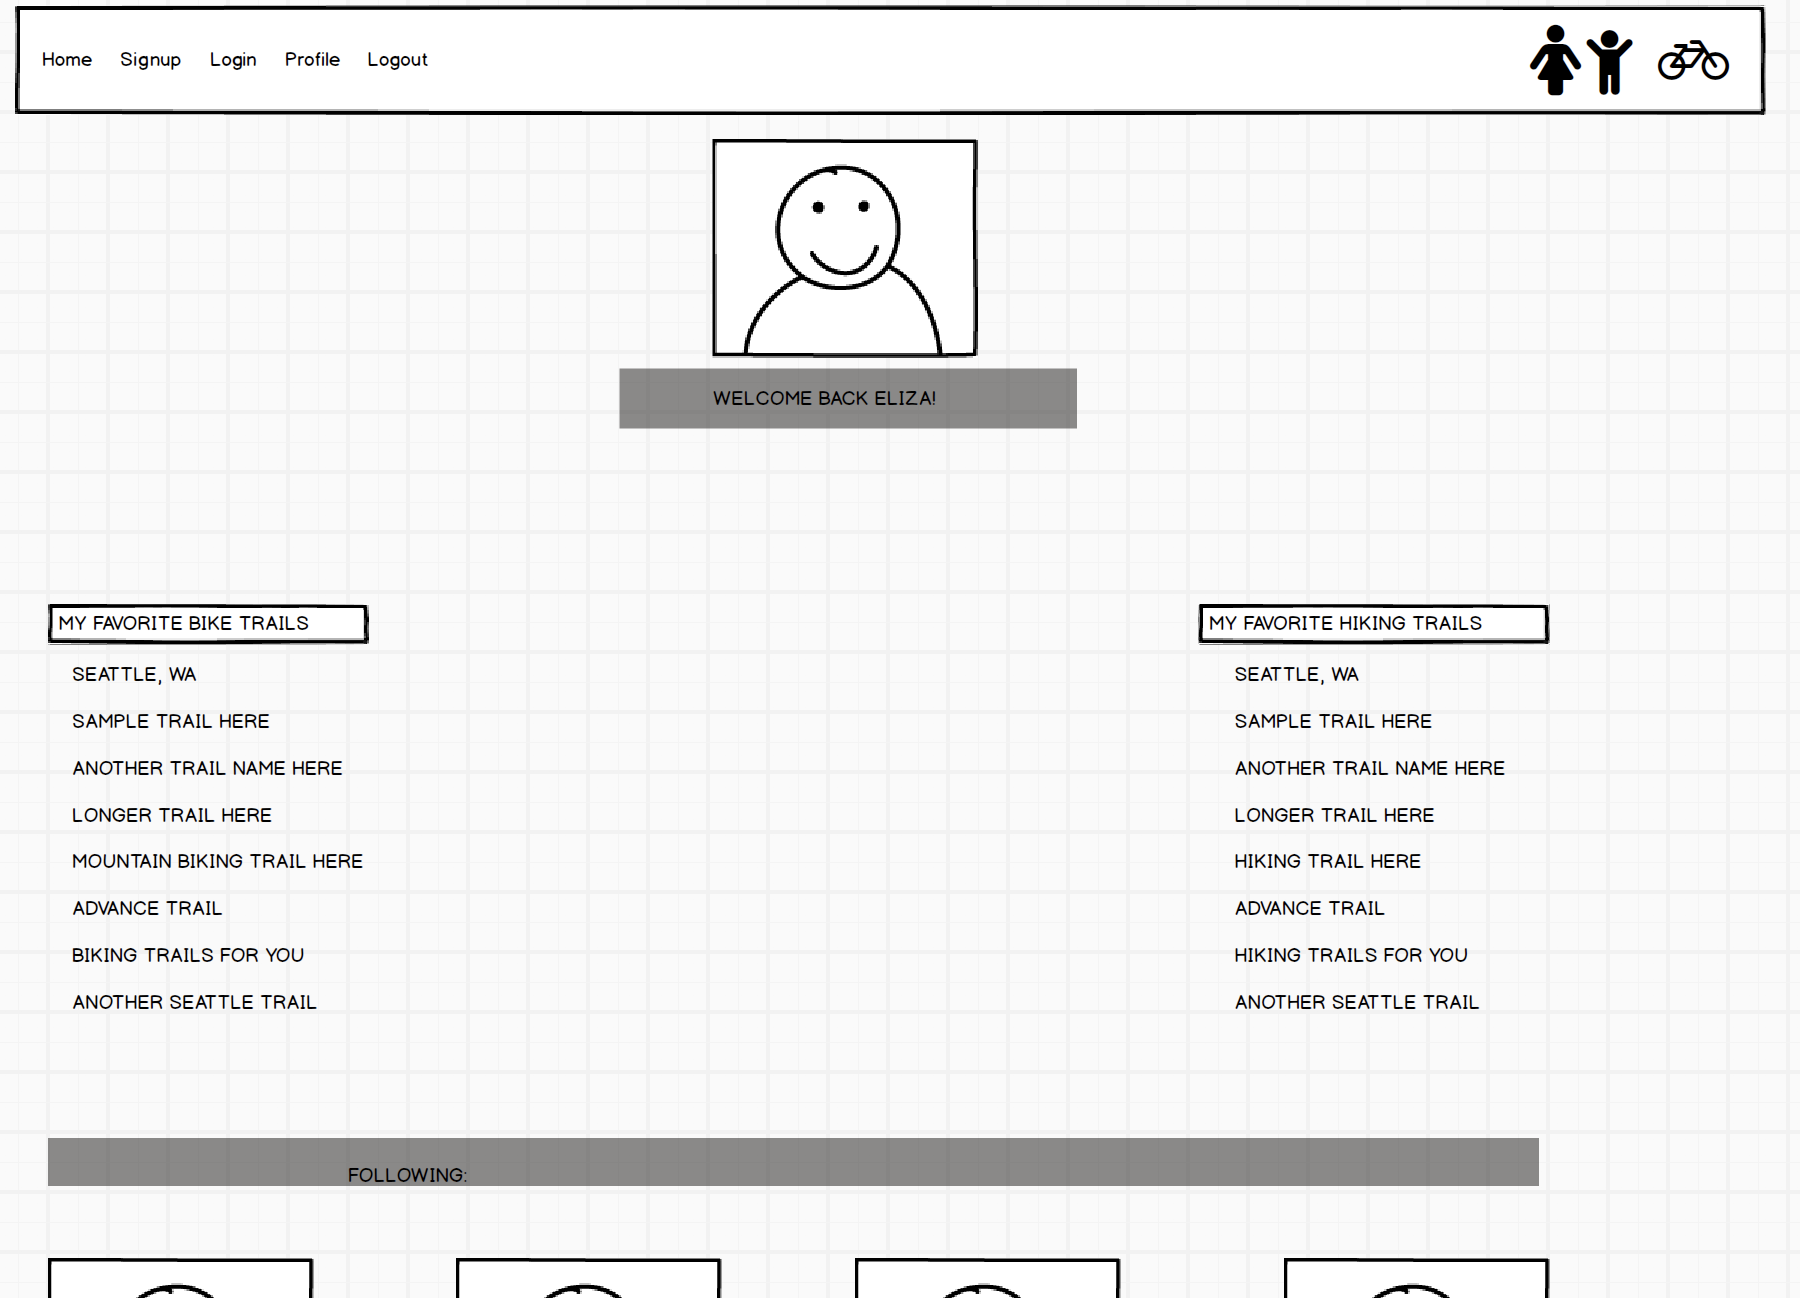 Home Signup Login Profile Logout
WELCOME BACK ELIZA!
MY FAVORITE BIKE TRAILS
SEATTLE, WA
SAMPLE TRAIL HERE
ANOTHER TRAIL NAME HERE
LONGER TRAIL HERE
MOUNTAIN BIKING TRAIL HERE
ADVANCE TRAIL
BIKING TRAILS FOR YOU
ANOTHER SEATTLE TRAIL
MY FAVORITE HIKING TRAILS
SEATTLE, WA
SAMPLE TRAIL HERE
ANOTHER TRAIL NAME HERE
LONGER TRAIL HERE
HIKING TRAIL HERE
ADVANCE TRAIL
HIKING TRAILS FOR YOU
ANOTHER SEATTLE TRAIL
FOLLOWING: